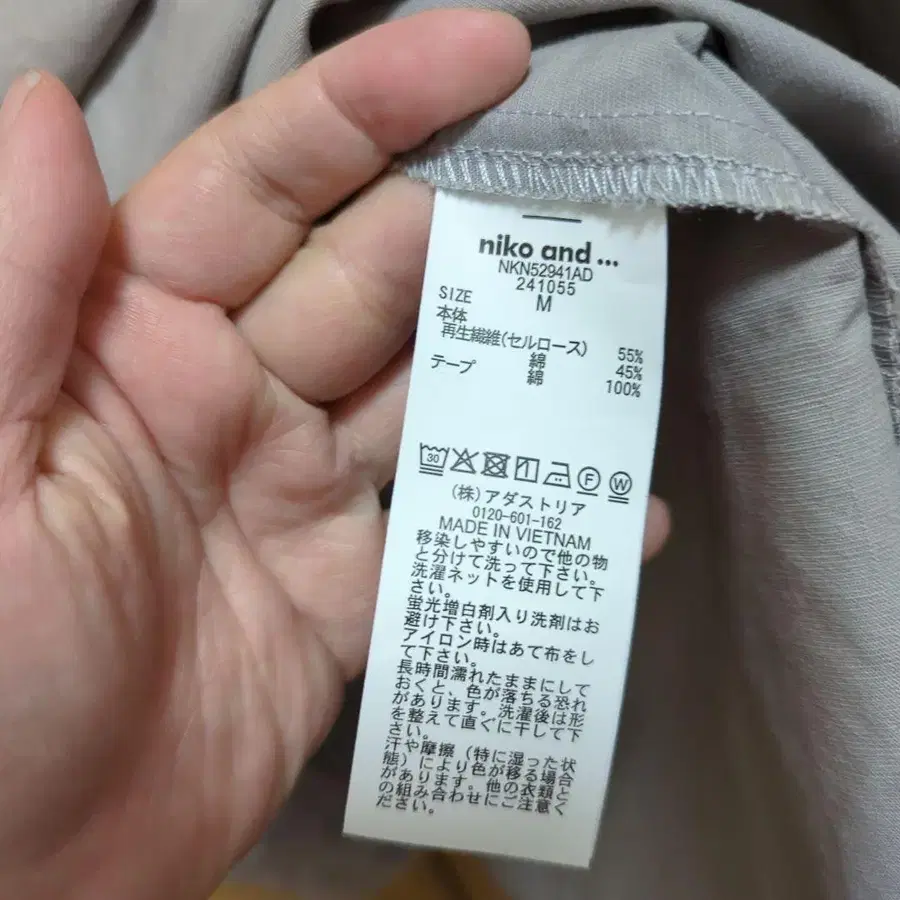 niko and ...
NKN52941AD
241055
SIZE M
本体
再生繊維(セルロース) 55%
綿 45%
テープ 綿 100%
30
F W
(株)アダストリア
0120-601-162
MADE IN VIETNAM
移染しやすいので他の物
と分けて洗って下さい。
洗濯ネットを使用して下
さい。
蛍光増白剤入り洗剤はお
避け下さい。
アイロン時はあて布をし
て下さい。
長時間濡れたままにして
おくと、色が落ちる恐れ
があります。洗濯後は形
を整えて直ぐに干して下
さい。
汗や摩擦(特に湿った状
態)により色が移る場合と
があります。他の衣類
の組み合わせにご注意く
ださい。